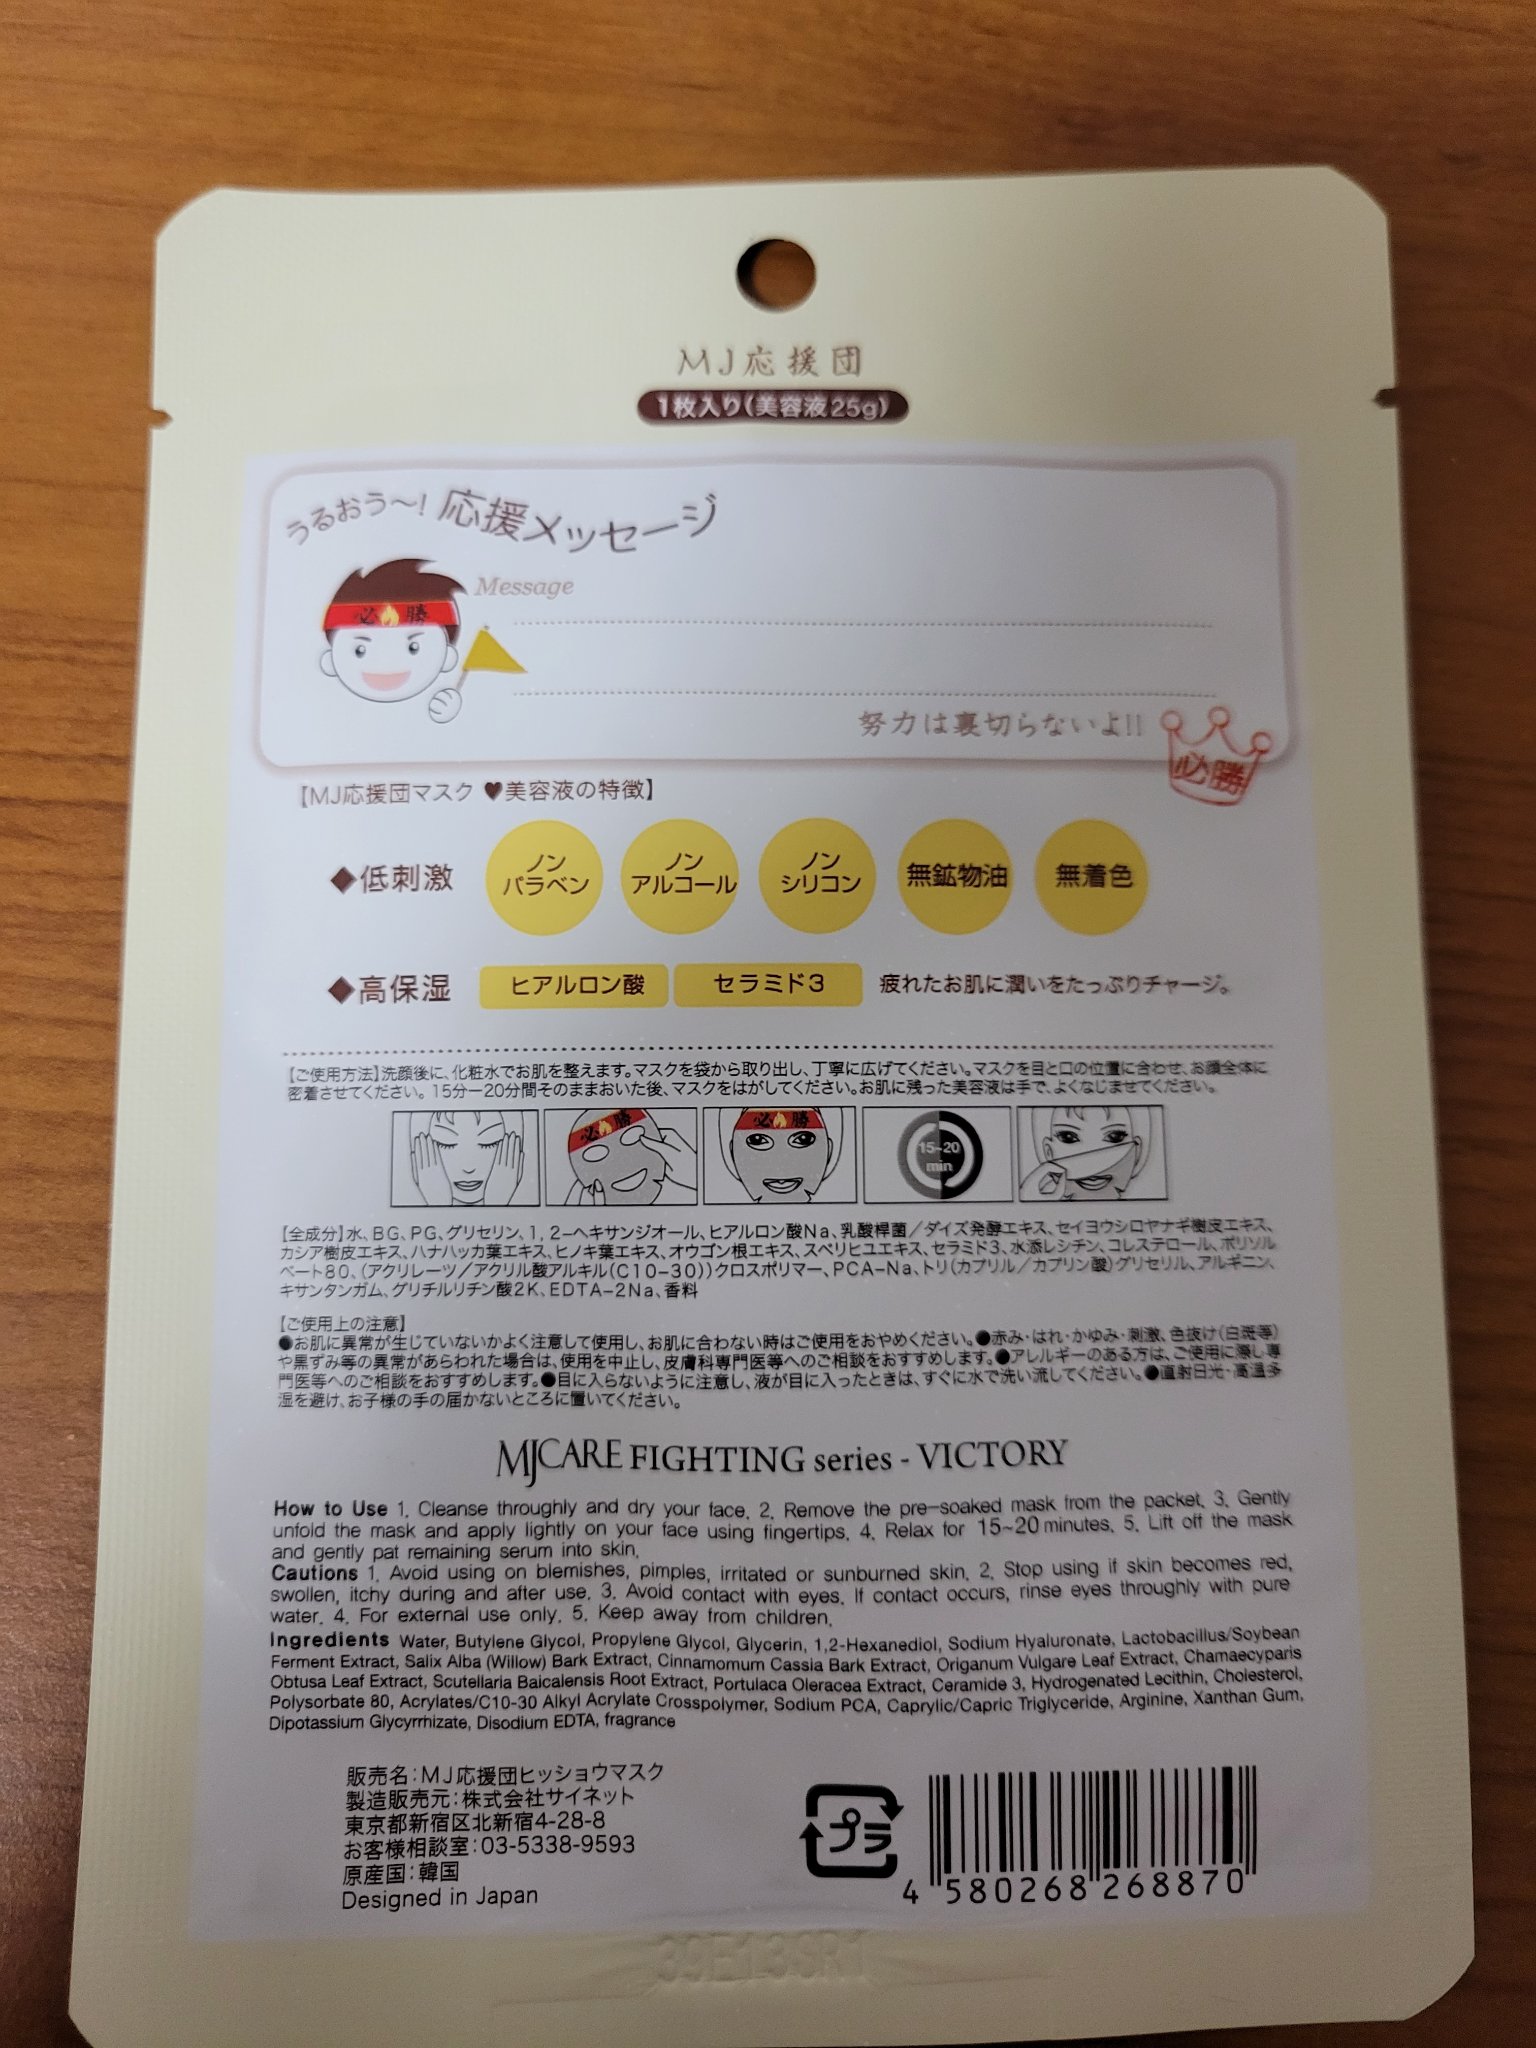 MJ応援団
1枚入り(美容液25g)
うるおう〜! 応援メッセージ
必勝
Message
努力は裏切らないよ!!
必勝
【MJ応援団マスク ♥美容液の特徴】
◆低刺激 ノンパラベン ノンアルコール ノンシリコン 無鉱物油 無着色
◆高保湿 ヒアルロン酸 セラミド3 疲れたお肌に潤いをたっぷりチャージ。
【ご使用方法】洗顔後に、化粧水でお肌を整えます。マスクを袋から取り出し、丁寧に広げてください。マスクを目と口の位置に合わせ、お顔全体に
密着させてください。15分ー20分間そのままおいた後、マスクをはがしてください。お肌に残った美容液は手で、よくなじませてください。
必勝 必勝 15~20 min
【全成分】水、BG、PG、グリセリン、1, 2-ヘキサンジオール、ヒアルロン酸Na、乳酸桿菌/ダイズ発酵エキス、セイヨウシロヤナギ樹皮エキス、
カシア樹皮エキス、ハナハッカ葉エキス、ヒノキ葉エキス、オウゴン根エキス、スベリヒユエキス、セラミド3、水添レシチン、コレステロール、ポリソル
ベート80、(アクリレーツ/アクリル酸アルキル(C10-30))クロスポリマー、PCA-Na、トリ(カプリル/カプリン酸)グリセリル、アルギニン、
キサンタンガム、グリチルリチン酸2K、EDTA-2Na、香料
【ご使用上の注意】
●お肌に異常が生じていないかよく注意して使用し、お肌に合わない時はご使用をおやめください。●赤み・はれ・かゆみ・刺激、色抜け(白斑等)
や黒ずみ等の異常があらわれた場合は、使用を中止し、皮膚科専門医等へのご相談をおすすめします。●アレルギーのある方は、ご使用に際し専
門医等へのご相談をおすすめします。●目に入らないように注意し、液が目に入ったときは、すぐに水で洗い流してください。●直射日光・高温多
湿を避け、お子様の手の届かないところに置いてください。
MJCARE FIGHTING series - VICTORY
How to Use 1. Cleanse throughly and dry your face. 2. Remove the pre-soaked mask from the packet. 3. Gently
unfold the mask and apply lightly on your face using fingertips. 4. Relax for 15~20 minutes. 5. Lift off the mask
and gently pat remaining serum into skin.
Cautions 1. Avoid using on blemishes, pimples, irritated or sunburned skin. 2. Stop using if skin becomes red,
swollen, itchy during and after use. 3. Avoid contact with eyes. If contact occurs, rinse eyes throughly with pure
water. 4. For external use only. 5. Keep away from children.
Ingredients Water, Butylene Glycol, Propylene Glycol, Glycerin, 1,2-Hexanediol, Sodium Hyaluronate, Lactobacillus/Soybean
Ferment Extract, Salix Alba (Willow) Bark Extract, Cinnamomum Cassia Bark Extract, Origanum Vulgare Leaf Extract, Chamaecyparis
Obtusa Leaf Extract, Scutellaria Baicalensis Root Extract, Portulaca Oleracea Extract, Ceramide 3, Hydrogenated Lecithin, Cholesterol,
Polysorbate 80, Acrylates/C10-30 Alkyl Acrylate Crosspolymer, Sodium PCA, Caprylic/Capric Triglyceride, Arginine, Xanthan Gum,
Dipotassium Glycyrrhizate, Disodium EDTA, fragrance
販売名:MJ応援団ヒッショウマスク
製造販売元:株式会社サイネット
東京都新宿区北新宿4-28-8
お客様相談室:03-5338-9593
原産国:韓国
Designed in Japan
プラ
4 580268 268870